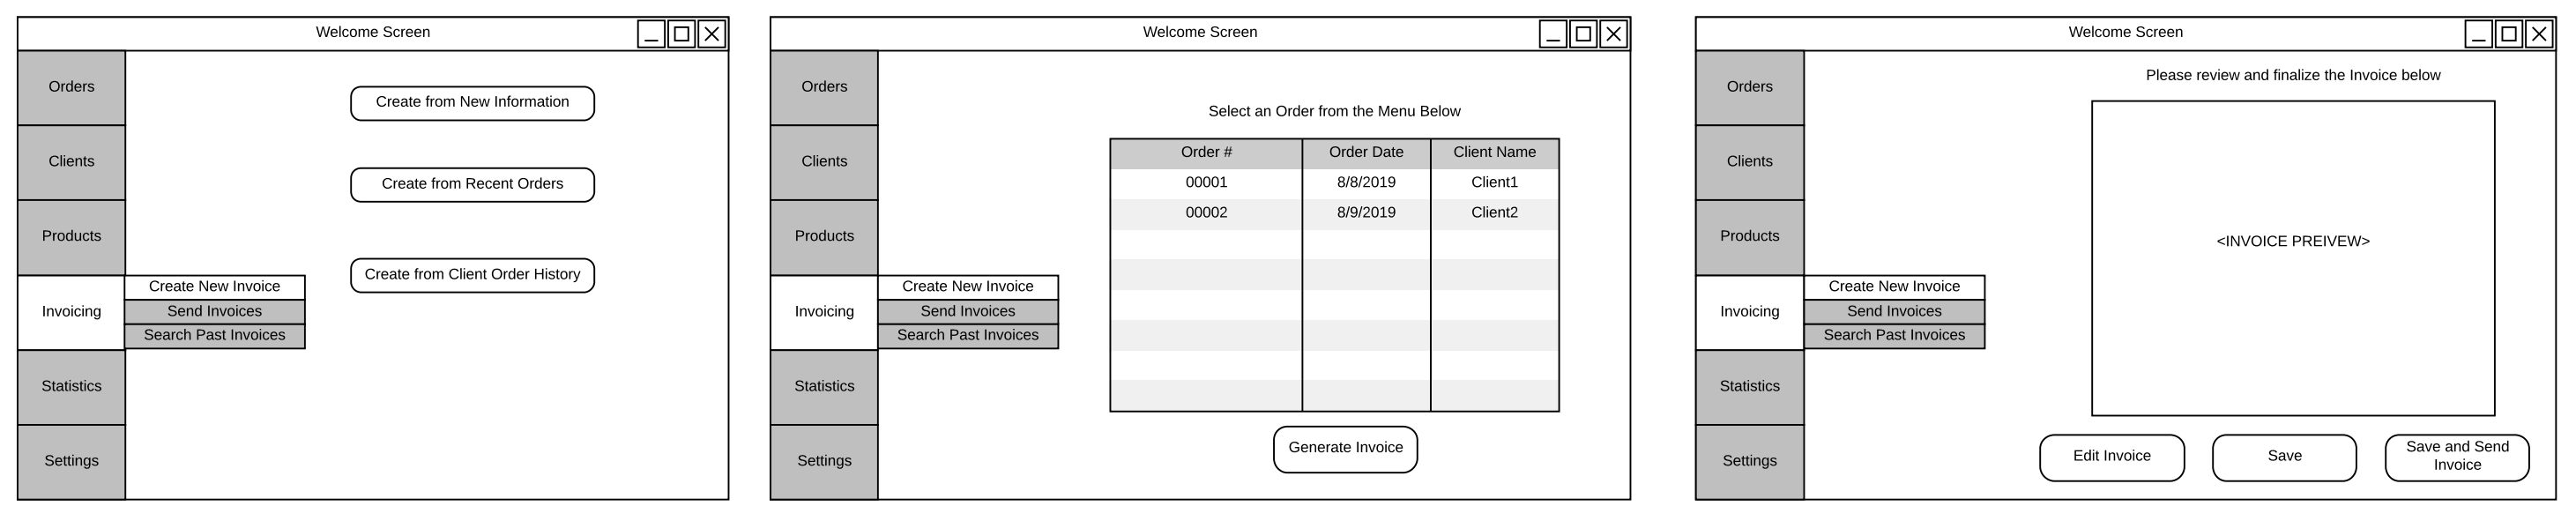 Welcome Screen
Orders
Clients
Products
Invoicing
Statistics
Settings
Create New Invoice
Send Invoices
Search Past Invoices
Create from New Information
Create from Recent Orders
Create from Client Order History
Welcome Screen
Orders
Clients
Products
Invoicing
Statistics
Settings
Create New Invoice
Send Invoices
Search Past Invoices
Select an Order from the Menu Below
Order # Order Date Client Name
00001 8/8/2019 Client1
00002 8/9/2019 Client2
Generate Invoice
Welcome Screen
Orders
Clients
Products
Invoicing
Statistics
Settings
Create New Invoice
Send Invoices
Search Past Invoices
Please review and finalize the Invoice below
<INVOICE PREIVEW>
Edit Invoice
Save
Save and Send
Invoice